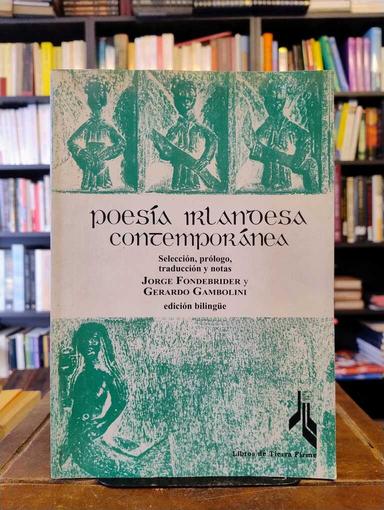 poesía irlandesa
contemporánea
Selección, prólogo,
traducción y notas
JORGE FONDEBRIDER y
GERARDO GAMBOLINI
edición bilingüe
Libros de Tierra Firme